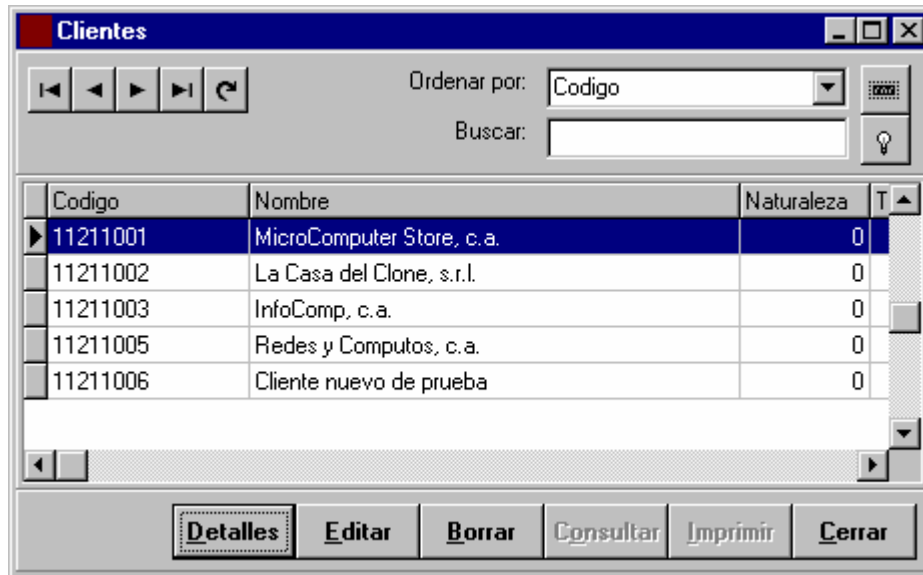 Clientes
Ordenar por: Codigo
Buscar:
Codigo Nombre Naturaleza T
11211001 MicroComputer Store, c.a. 0
11211002 La Casa del Clone, s.r.l. 0
11211003 InfoComp, c.a. 0
11211005 Redes y Computos, c.a. 0
11211006 Cliente nuevo de prueba 0
Detalles Editar Borrar Consultar Imprimir Cerrar